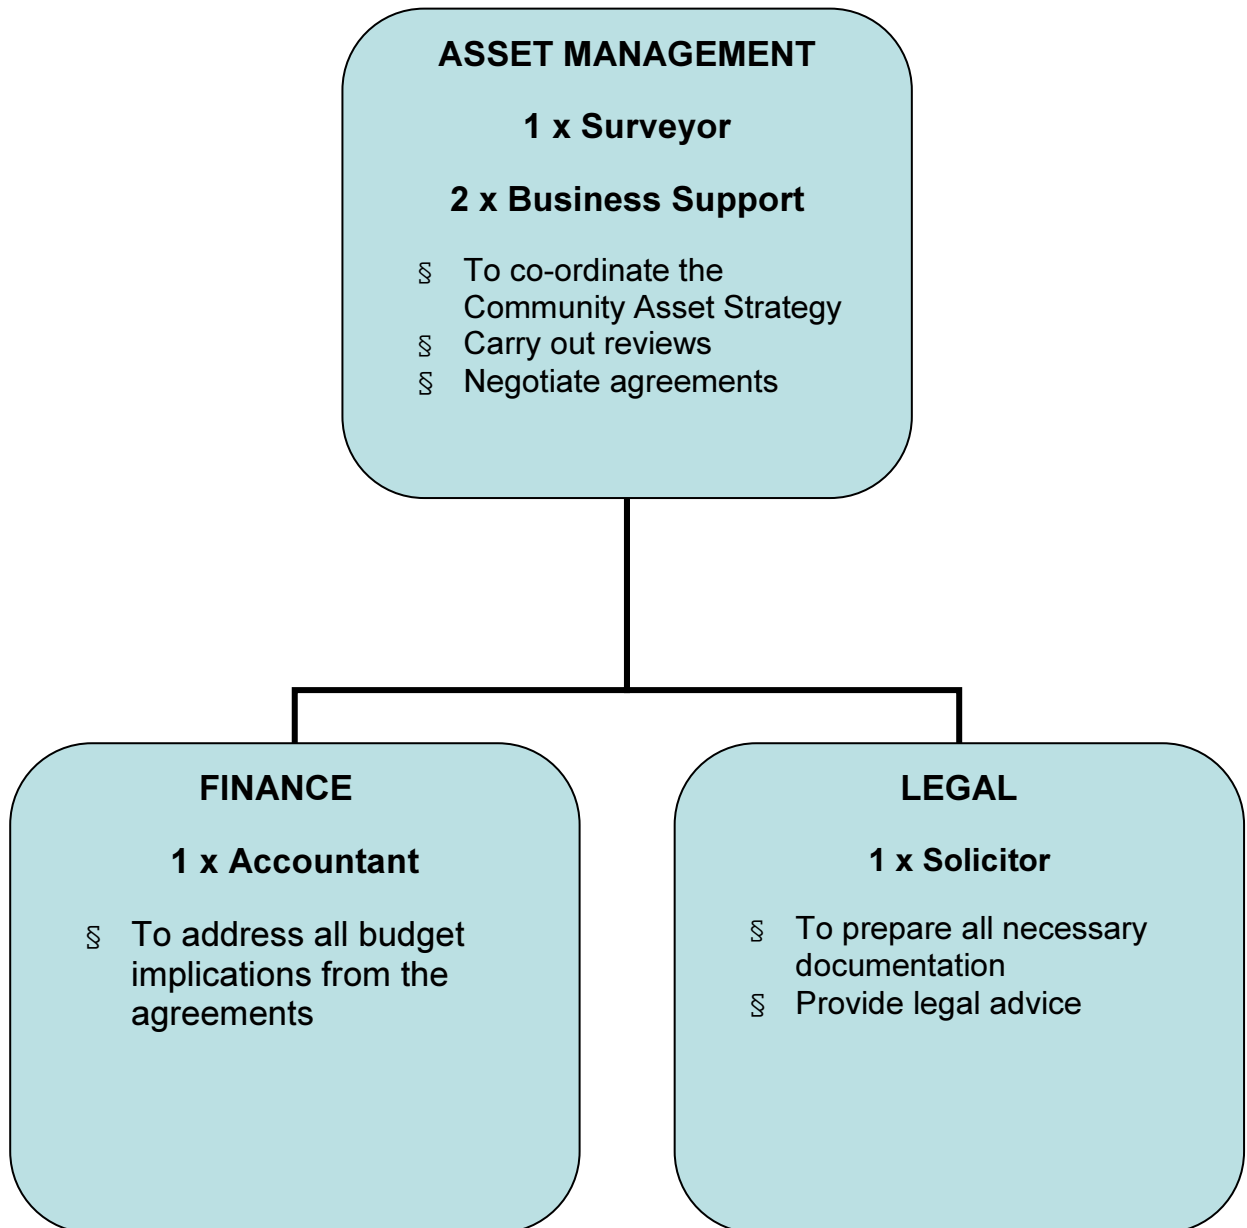 ASSET MANAGEMENT
1 x Surveyor
2 x Business Support
§ To co-ordinate the
Community Asset Strategy
§ Carry out reviews
§ Negotiate agreements
FINANCE
1 x Accountant
§ To address all budget
implications from the
agreements
LEGAL
1 x Solicitor
§ To prepare all necessary
documentation
§ Provide legal advice